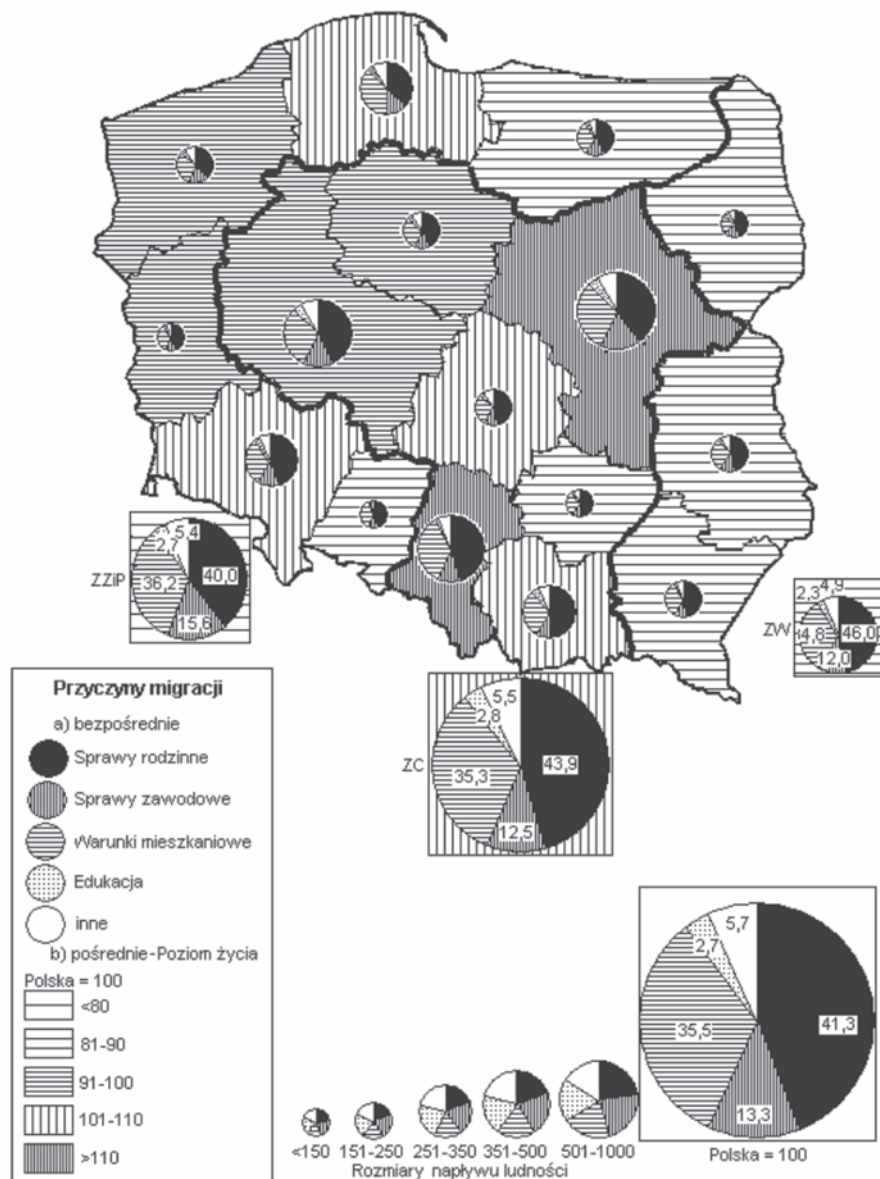 ZZiP
5,4
2,7
36,2
40,0
15,6
ZW
4,9
2,3
34,8
46,0
12,0
ZC
5,5
2,8
35,3
43,9
12,5
Przyczyny migracji
a) bezpośrednie
Sprawy rodzinne
Sprawy zawodowe
Warunki mieszkaniowe
Edukacja
inne
b) pośrednie-Poziom życia
Polska = 100
<80
81-90
91-100
101-110
>110
5,7
2,7
35,5
41,3
13,3
Polska = 100
<150 151-250 251-350 351-500 501-1000
Rozmiary napływu ludności